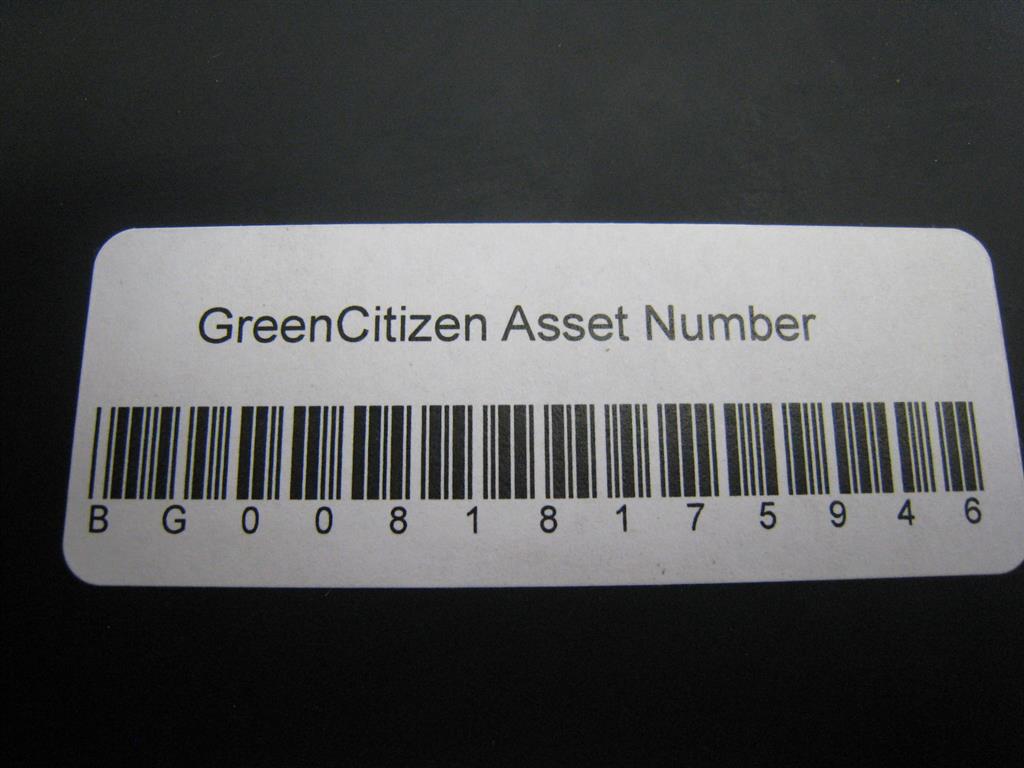 GreenCitizen Asset Number
B G 0 0 8 1 8 1 7 5 9 4 6